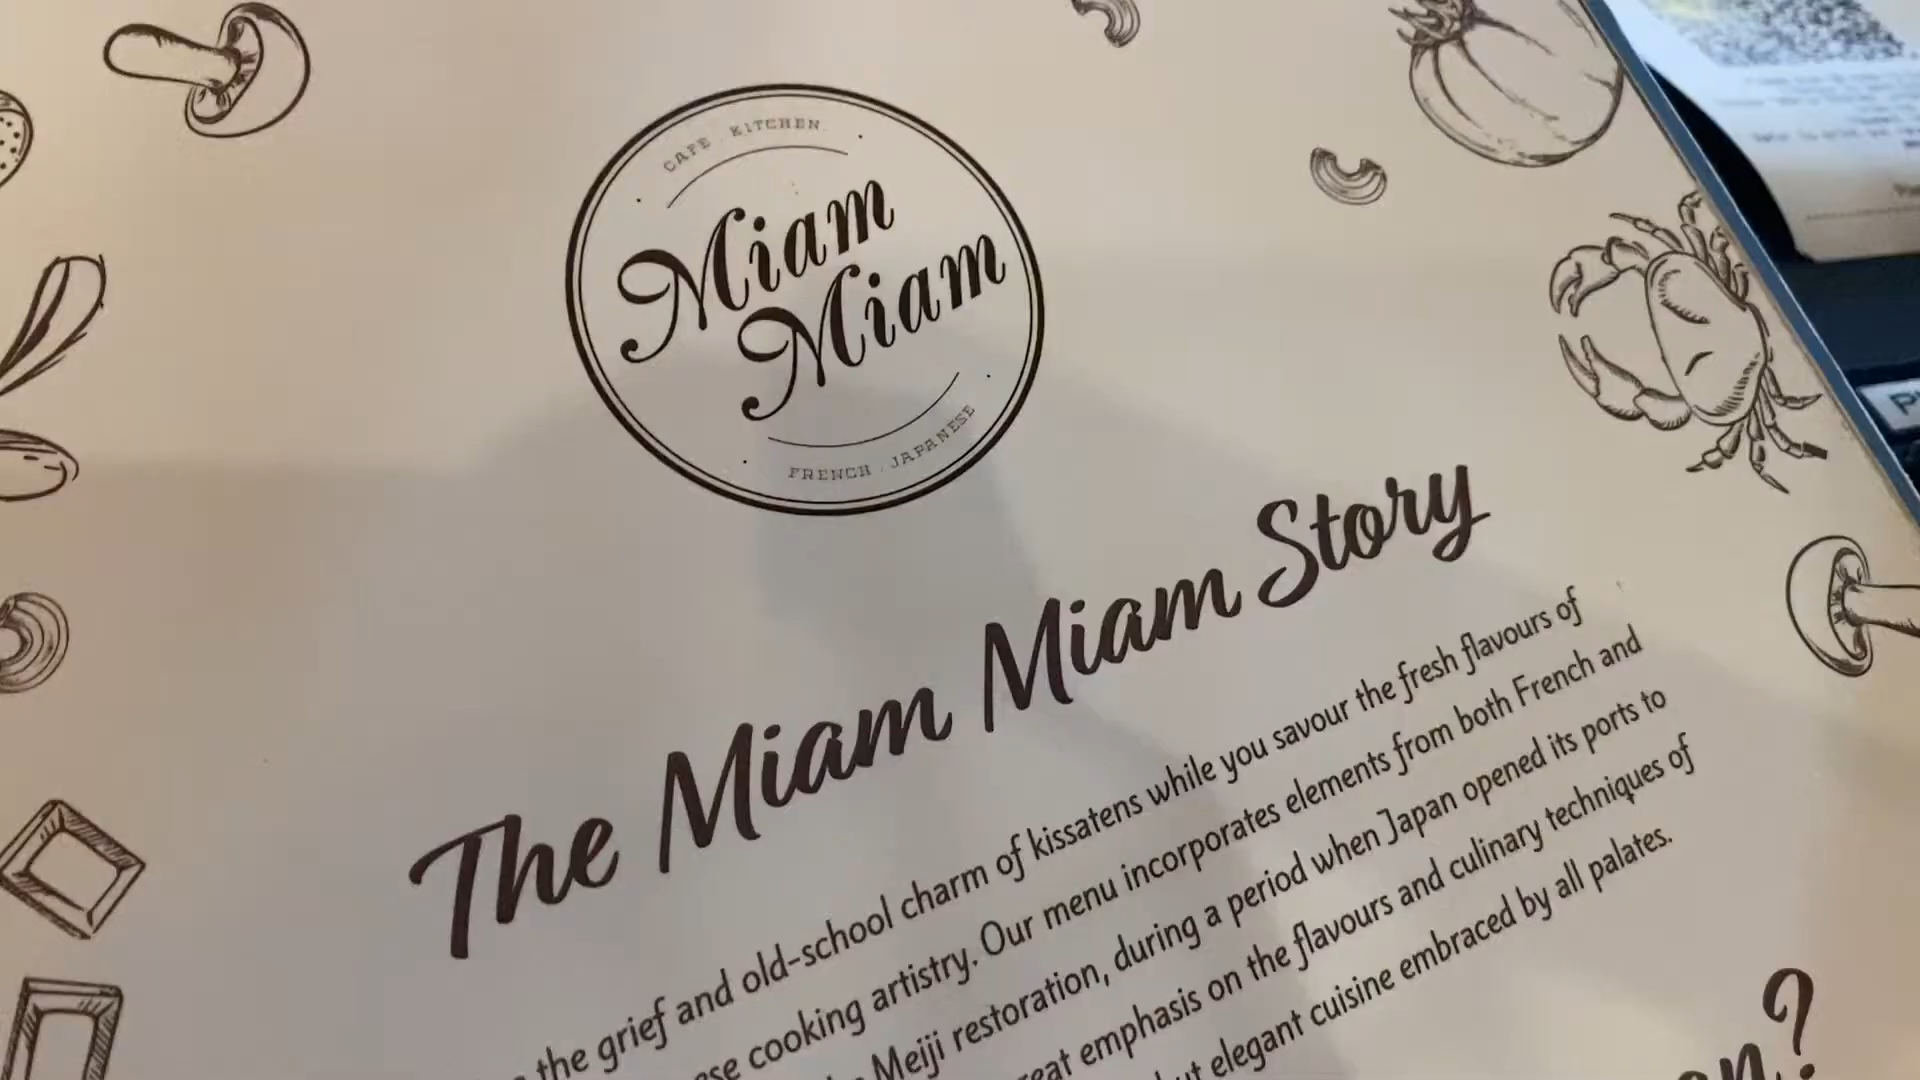 CAFE . KITCHEN
Miam
Miam
FRENCH . JAPANESE
The Miam Miam Story
the grief and old-school charm of kissatens while you savour the fresh flavours of
cooking artistry. Our menu incorporates elements from both French and
Meiji restoration, during a period when Japan opened its ports to
emphasis on the flavours and culinary techniques of
elegant cuisine embraced by all palates.
?